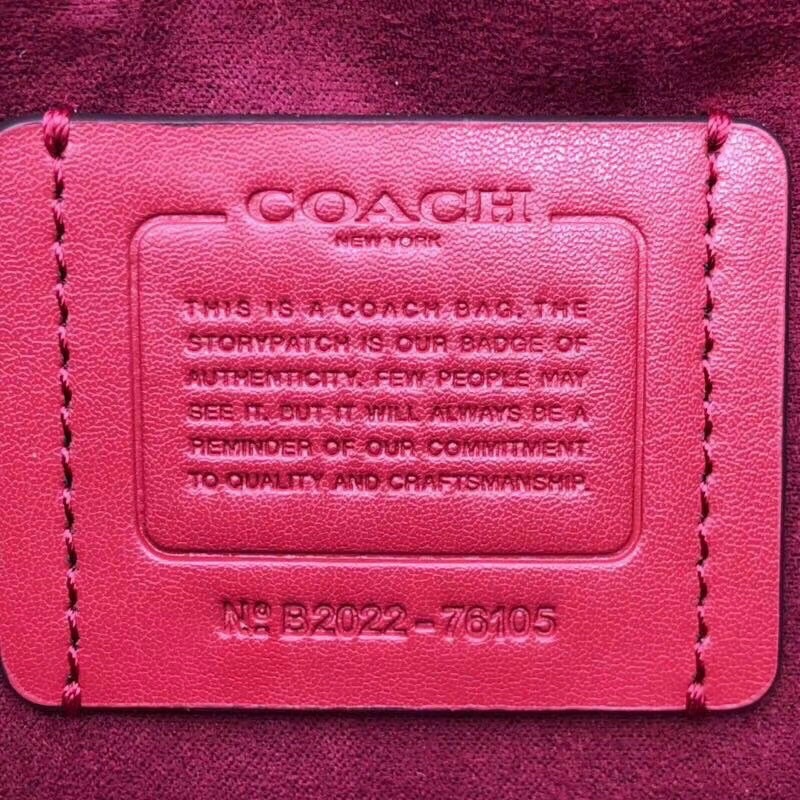 COACH
NEW YORK
THIS IS A COACH BAG. THE
STORYPATCH IS OUR BADGE OF
AUTHENTICITY. FEW PEOPLE MAY
SEE IT. BUT IT WILL ALWAYS BE A
REMINDER OF OUR COMMITMENT
TO QUALITY AND CRAFTSMANSHIP.
Nº B2022-76105